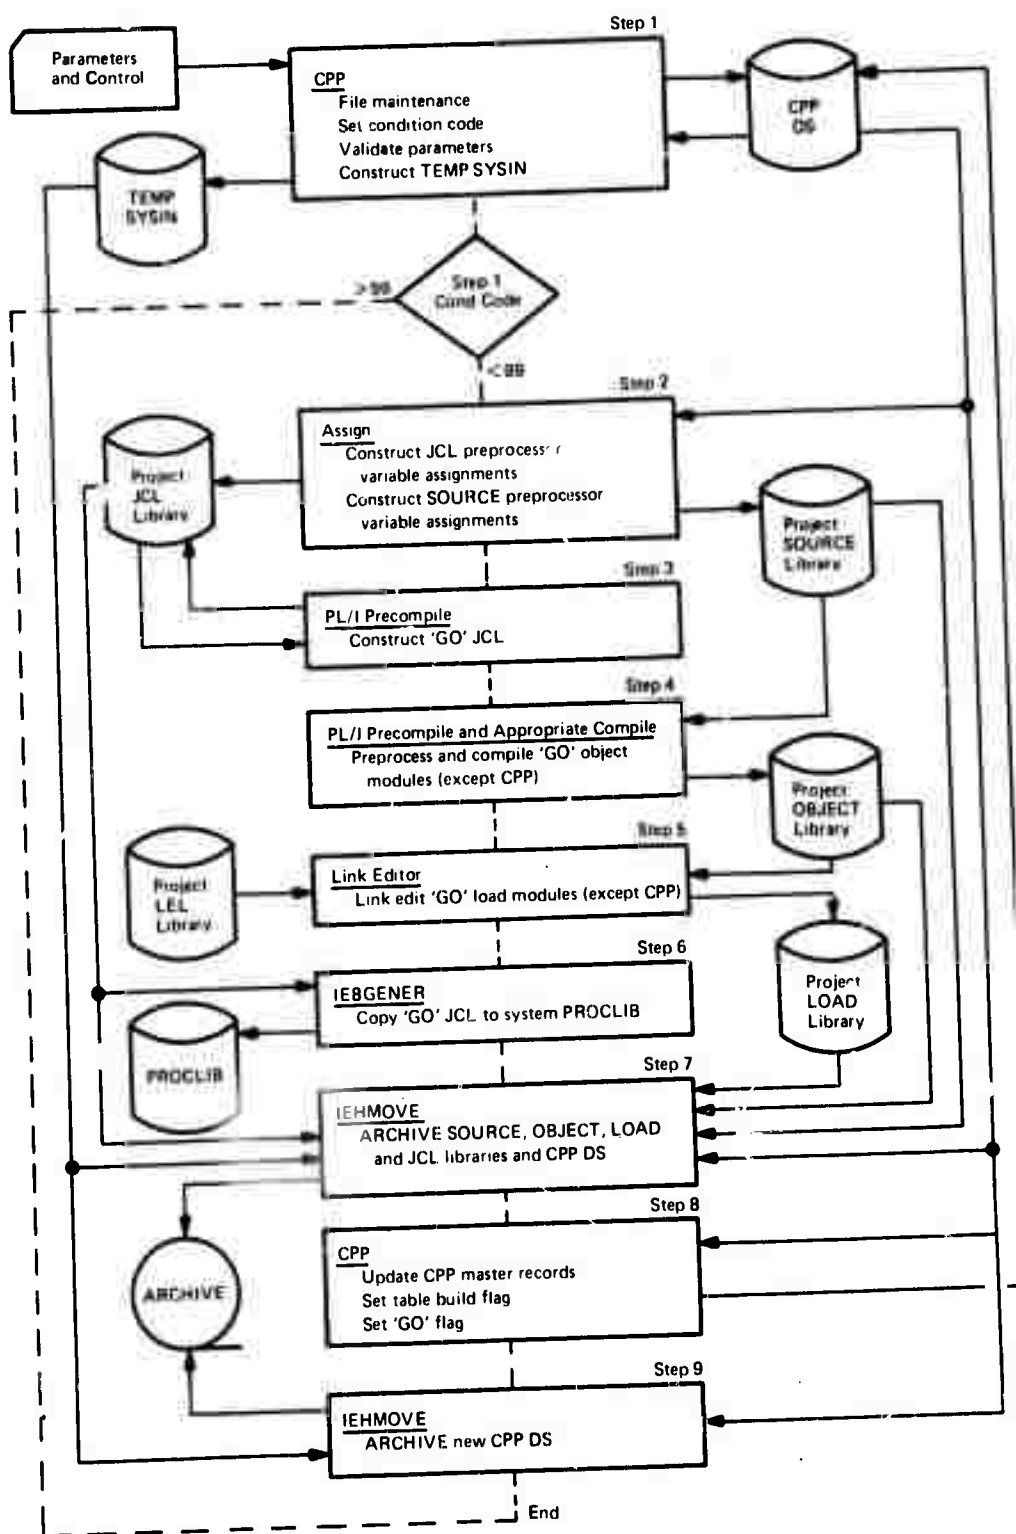 Step 1
Parameters
and Control
CPP
File maintenance
Set condition code
Validate parameters
Construct TEMP SYSIN
CPP
DS
TEMP
SYSIN
Step 1
Cond Code
<99
Step 2
Assign
Construct JCL preprocessor
variable assignments
Construct SOURCE preprocessor
variable assignments
Project
JCL
Library
Project
SOURCE
Library
Step 3
PL/I Precompile
Construct 'GO' JCL
Step 4
PL/I Precompile and Appropriate Compile
Preprocess and compile 'GO' object
modules (except CPP)
Project
OBJECT
Library
Step 5
Link Editor
Link edit 'GO' load modules (except CPP)
Project
LEL
Library
Step 6
IEBGENER
Copy 'GO' JCL to system PROCLIB
Project
LOAD
Library
PROCLIB
Step 7
IEHMOVE
ARCHIVE SOURCE, OBJECT, LOAD
and JCL libraries and CPP DS
Step 8
CPP
Update CPP master records
Set table build flag
Set 'GO' flag
ARCHIVE
Step 9
IEHMOVE
ARCHIVE new CPP DS
End